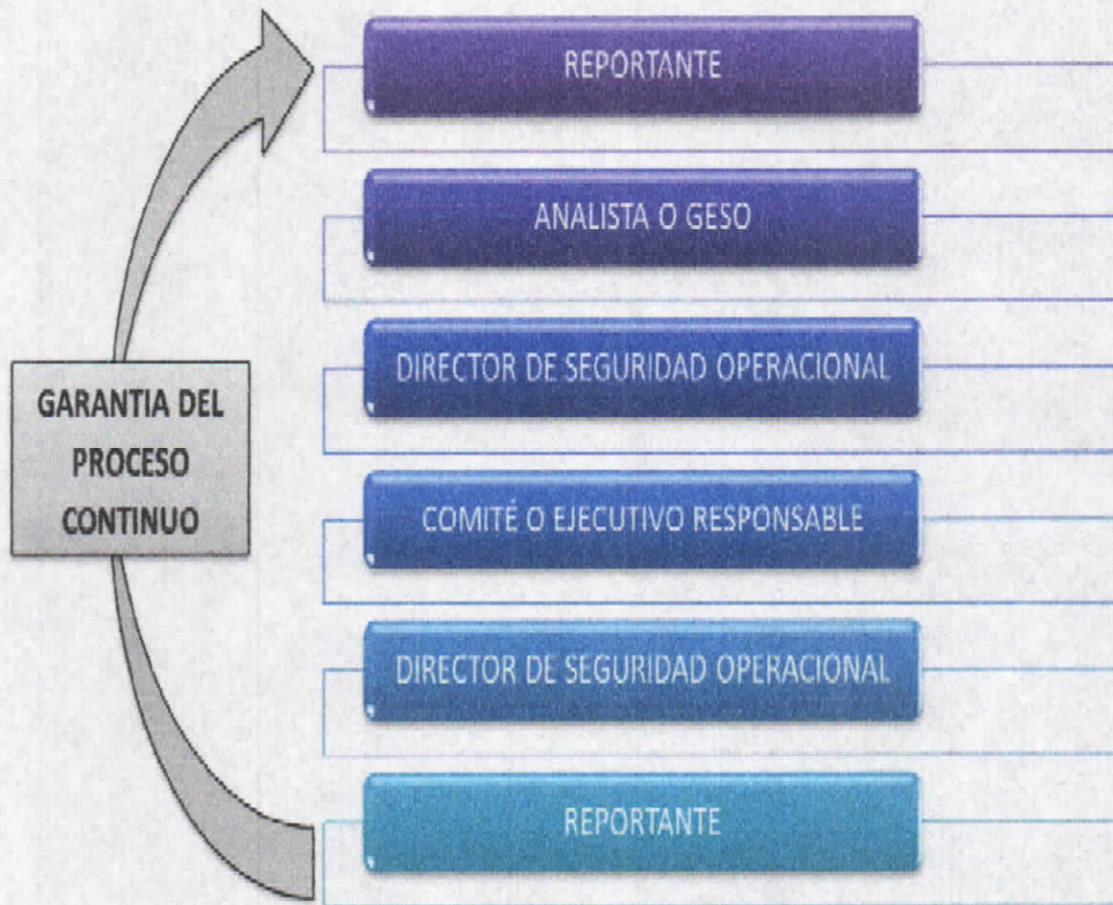 REPORTANTE
ANALISTA O GESO
DIRECTOR DE SEGURIDAD OPERACIONAL
GARANTIA DEL
PROCESO
CONTINUO
COMITÉ O EJECUTIVO RESPONSABLE
DIRECTOR DE SEGURIDAD OPERACIONAL
REPORTANTE